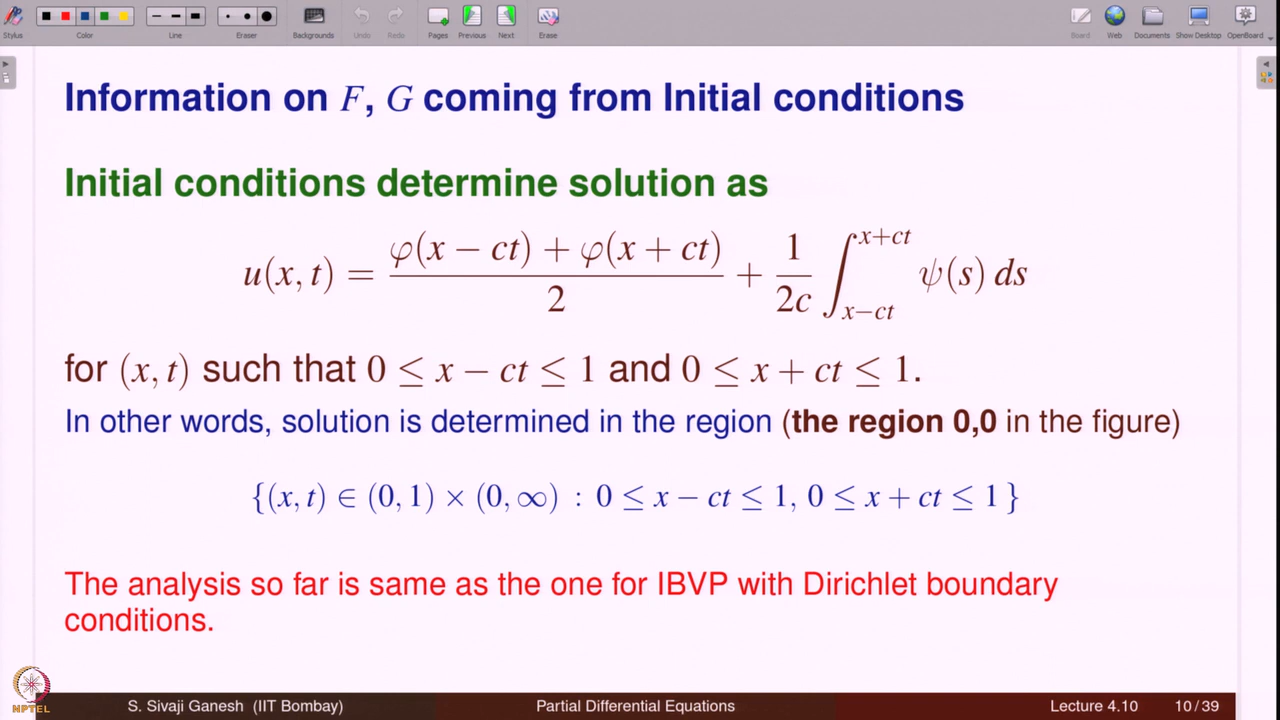 Stylus
Color
Line
Eraser
Backgrounds
Undo
Redo
Pages
Previous
Next
Erase
Board
Web
Documents
Show Desktop
OpenBoard
Information on F, G coming from Initial conditions
Initial conditions determine solution as
u(x, t) = \frac{φ(x − ct) + φ(x + ct)}{2} + \frac{1}{2c} ∫_{x−ct}^{x+ct} ψ(s) ds
for (x, t) such that 0 ≤ x − ct ≤ 1 and 0 ≤ x + ct ≤ 1.
In other words, solution is determined in the region (the region 0,0 in the figure)
{(x, t) ∈ (0, 1) × (0, ∞) : 0 ≤ x − ct ≤ 1, 0 ≤ x + ct ≤ 1}
The analysis so far is same as the one for IBVP with Dirichlet boundary
conditions.
NPTEL
S. Sivaji Ganesh (IIT Bombay)
Partial Differential Equations
Lecture 4.10
10 / 39